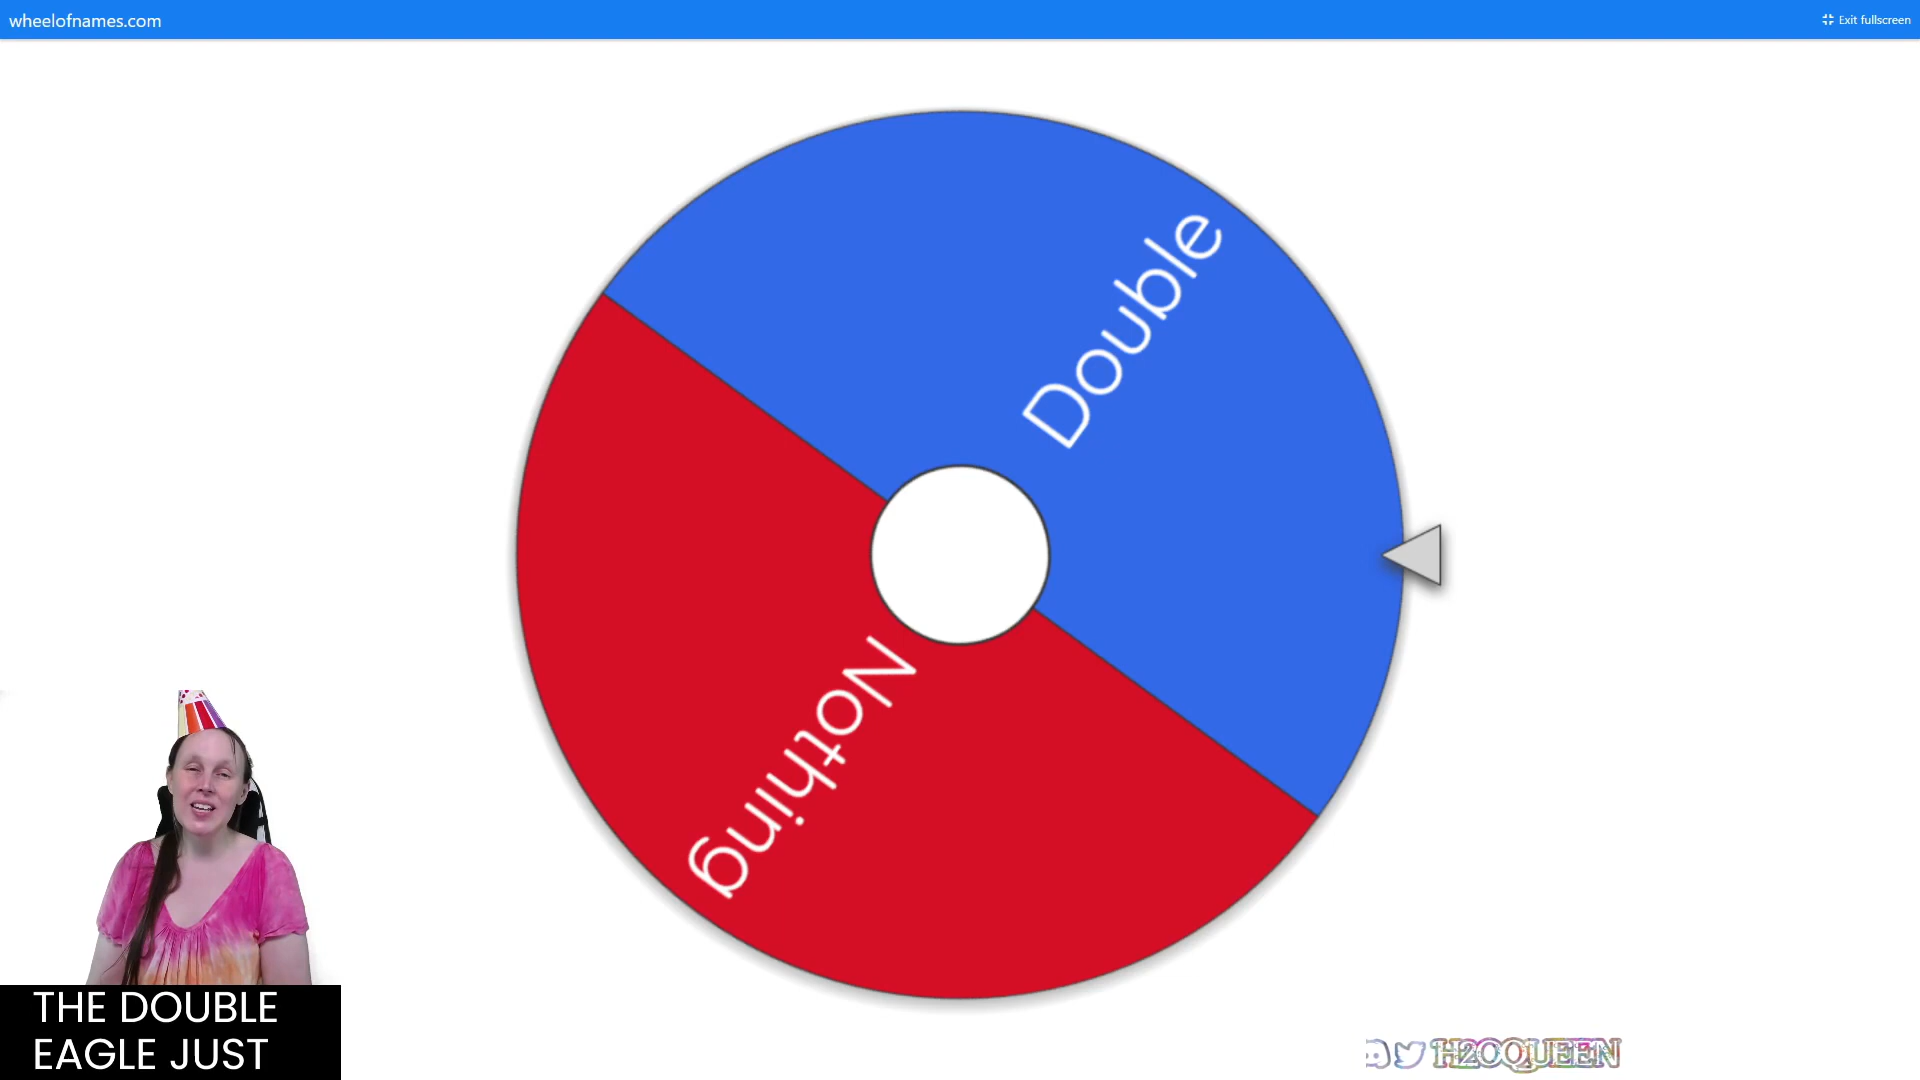 wheelofnames.com
Exit fullscreen
Double
Nothing
THE DOUBLE
EAGLE JUST
H2OQUEEN